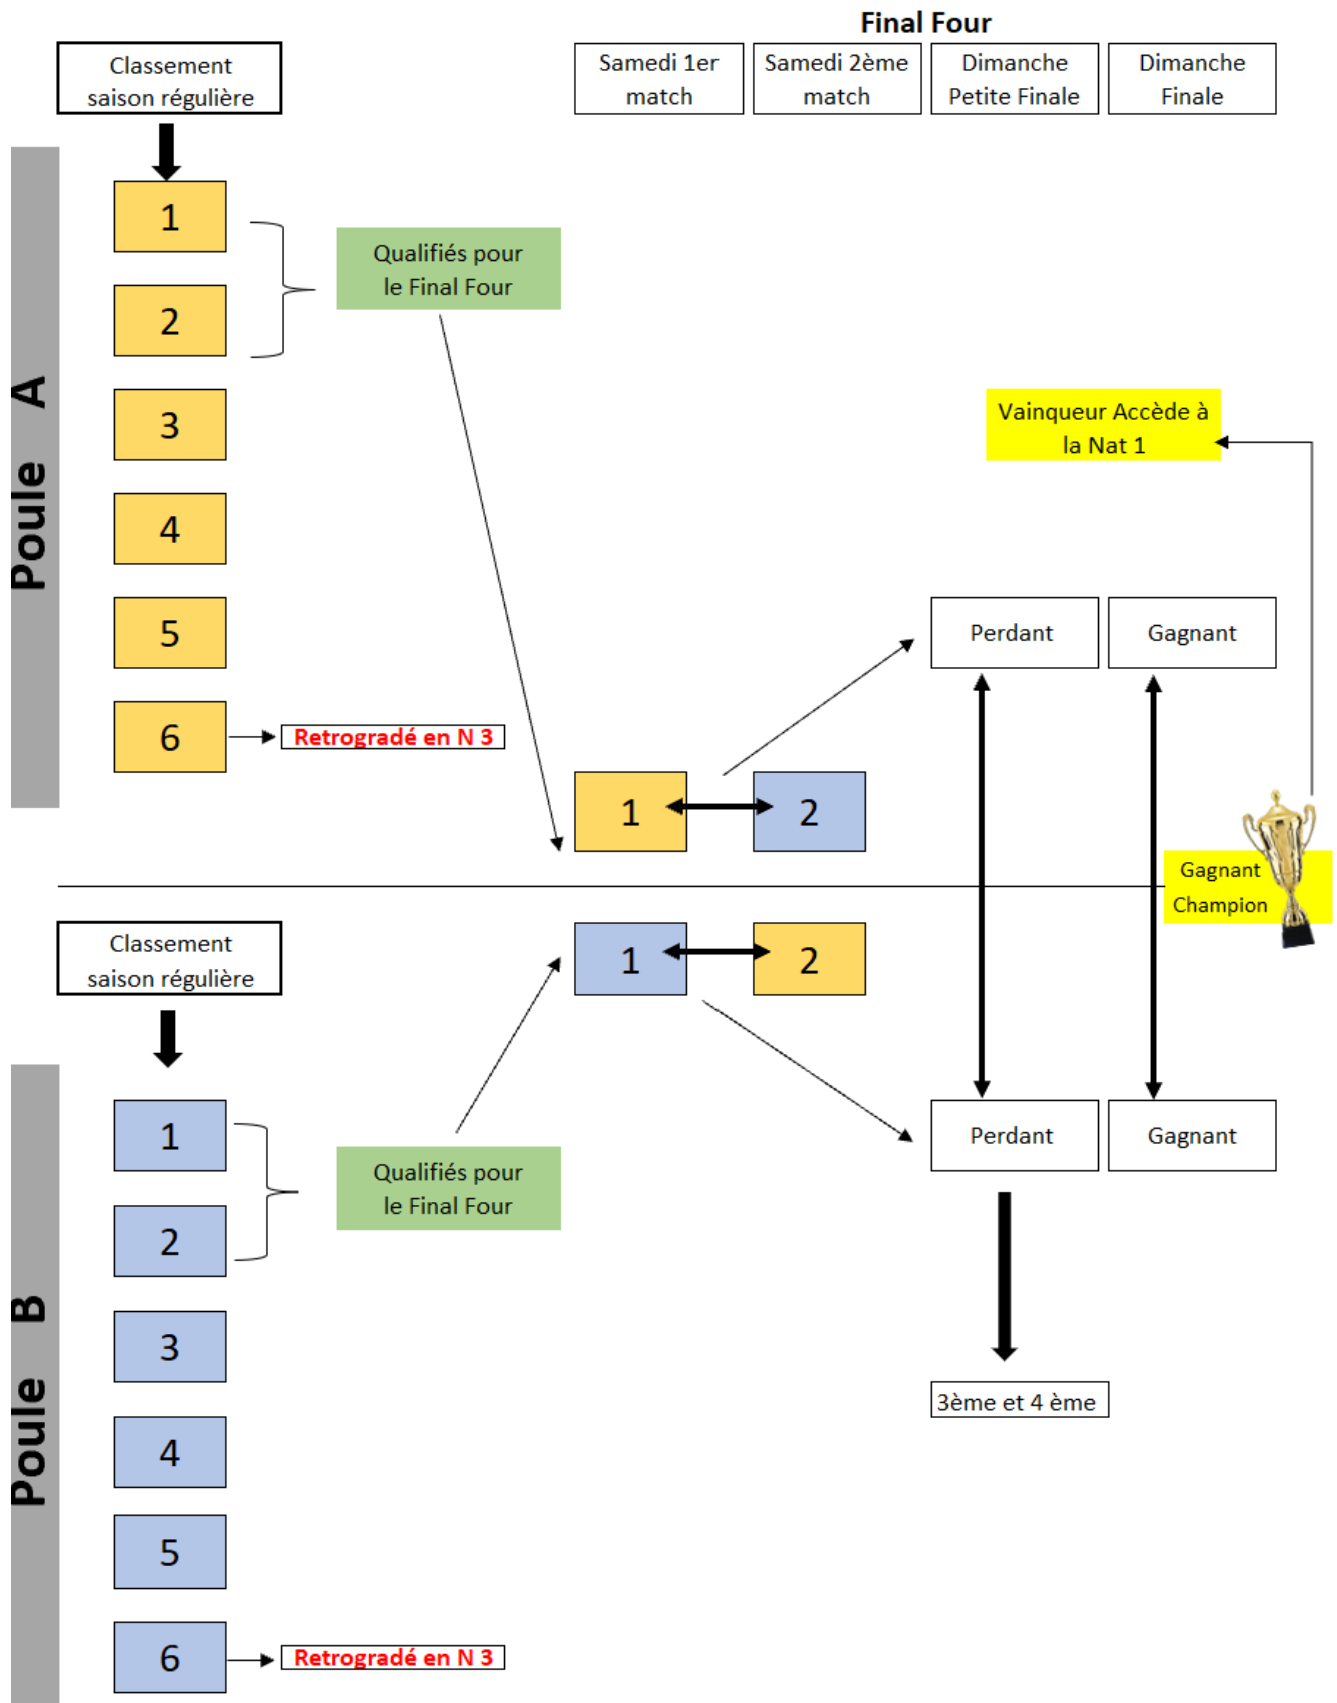 Final Four
Classement
saison régulière
Samedi 1er
match
Samedi 2ème
match
Dimanche
Petite Finale
Dimanche
Finale
Poule A
1
2
3
4
5
6
Qualifiés pour
le Final Four
Retrogradé en N 3
Vainqueur Accède à
la Nat 1
Perdant
Gagnant
1
2
Gagnant
Champion
Classement
saison régulière
1
2
Poule B
1
2
3
4
5
6
Qualifiés pour
le Final Four
Perdant
Gagnant
3ème et 4 ème
Retrogradé en N 3